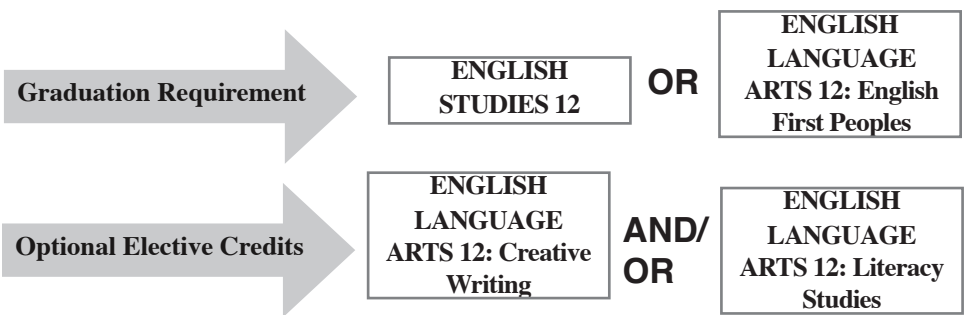 Graduation Requirement
ENGLISH
STUDIES 12
OR
ENGLISH
LANGUAGE
ARTS 12: English
First Peoples
Optional Elective Credits
ENGLISH
LANGUAGE
ARTS 12: Creative
Writing
AND/
OR
ENGLISH
LANGUAGE
ARTS 12: Literacy
Studies